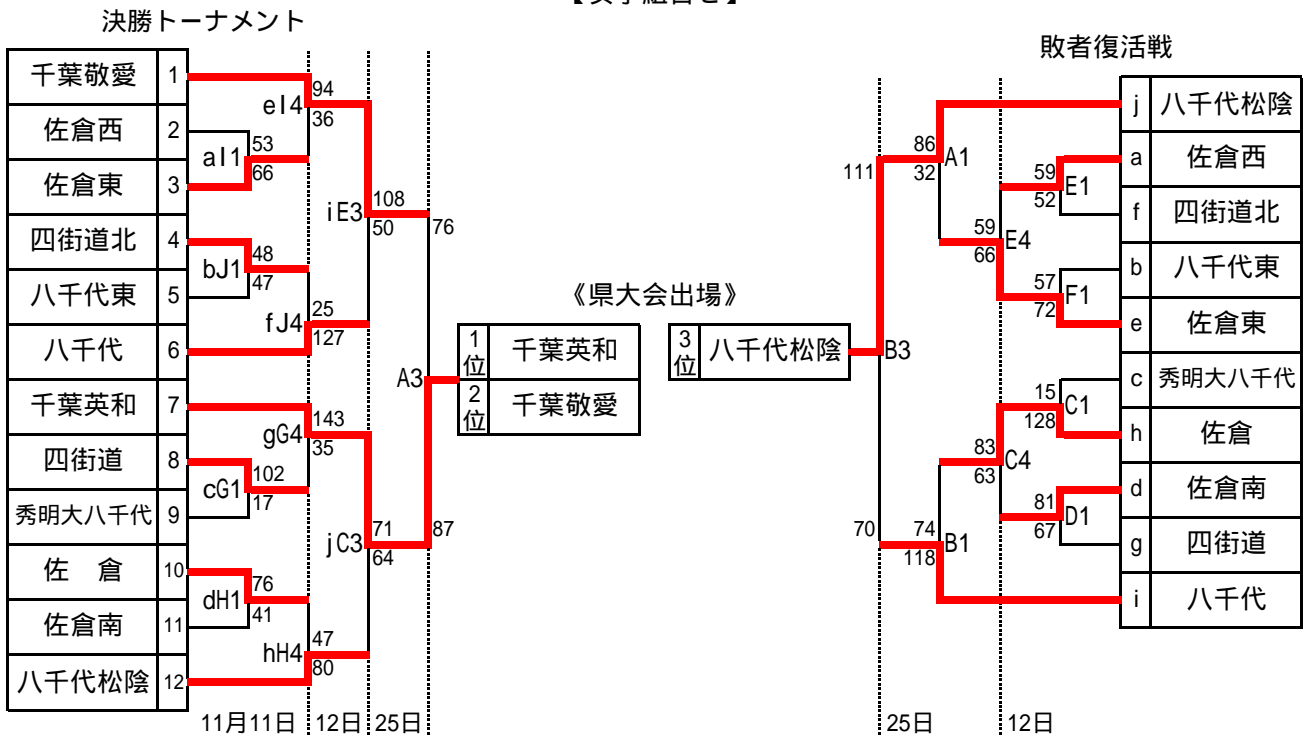 決勝トーナメント
千葉敬愛 1
佐倉西 2
佐倉東 3
四街道北 4
八千代東 5
八千代 6
千葉英和 7
四街道 8
秀明大八千代 9
佐 倉 10
佐倉南 11
八千代松陰 12
aI1 53 66
bJ1 48 47
cG1 102 17
dH1 76 41
eI4 94 36
fJ4 25 127
gG4 143 35
hH4 47 80
iE3 108 50
jC3 71 64
A3 76 87
11月11日 12日 25日
《県大会出場》
1位 千葉英和
2位 千葉敬愛
3位 八千代松陰
敗者復活戦
j 八千代松陰
a 佐倉西
f 四街道北
b 八千代東
e 佐倉東
c 秀明大八千代
h 佐倉
d 佐倉南
g 四街道
i 八千代
E1 59 52
F1 57 72
C1 15 128
D1 81 67
E4 59 66
C4 83 63
A1 86 32
B1 74 118
B3 111 70
25日 12日